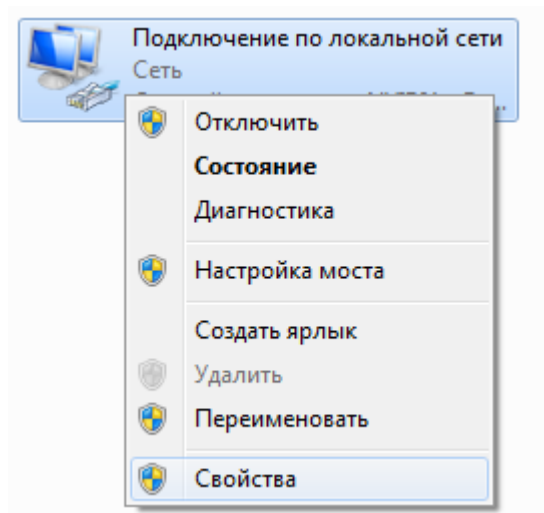 Подключение по локальной сети
Сеть
Отключить
Состояние
Диагностика
Настройка моста
Создать ярлык
Удалить
Переименовать
Свойства